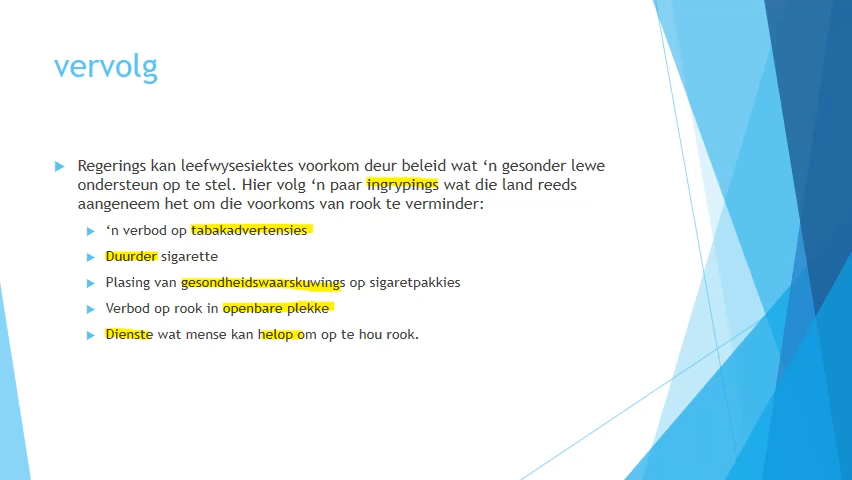 vervolg
Regerings kan leefwysesiektes voorkom deur beleid wat ‘n gesonder lewe
ondersteun op te stel. Hier volg ‘n paar ingrypings wat die land reeds
aangeneem het om die voorkoms van rook te verminder:
‘n verbod op tabakadvertensies
Duurder sigarette
Plasing van gesondheidswaarskuwings op sigaretpakkies
Verbod op rook in openbare plekke
Dienste wat mense kan helop om op te hou rook.